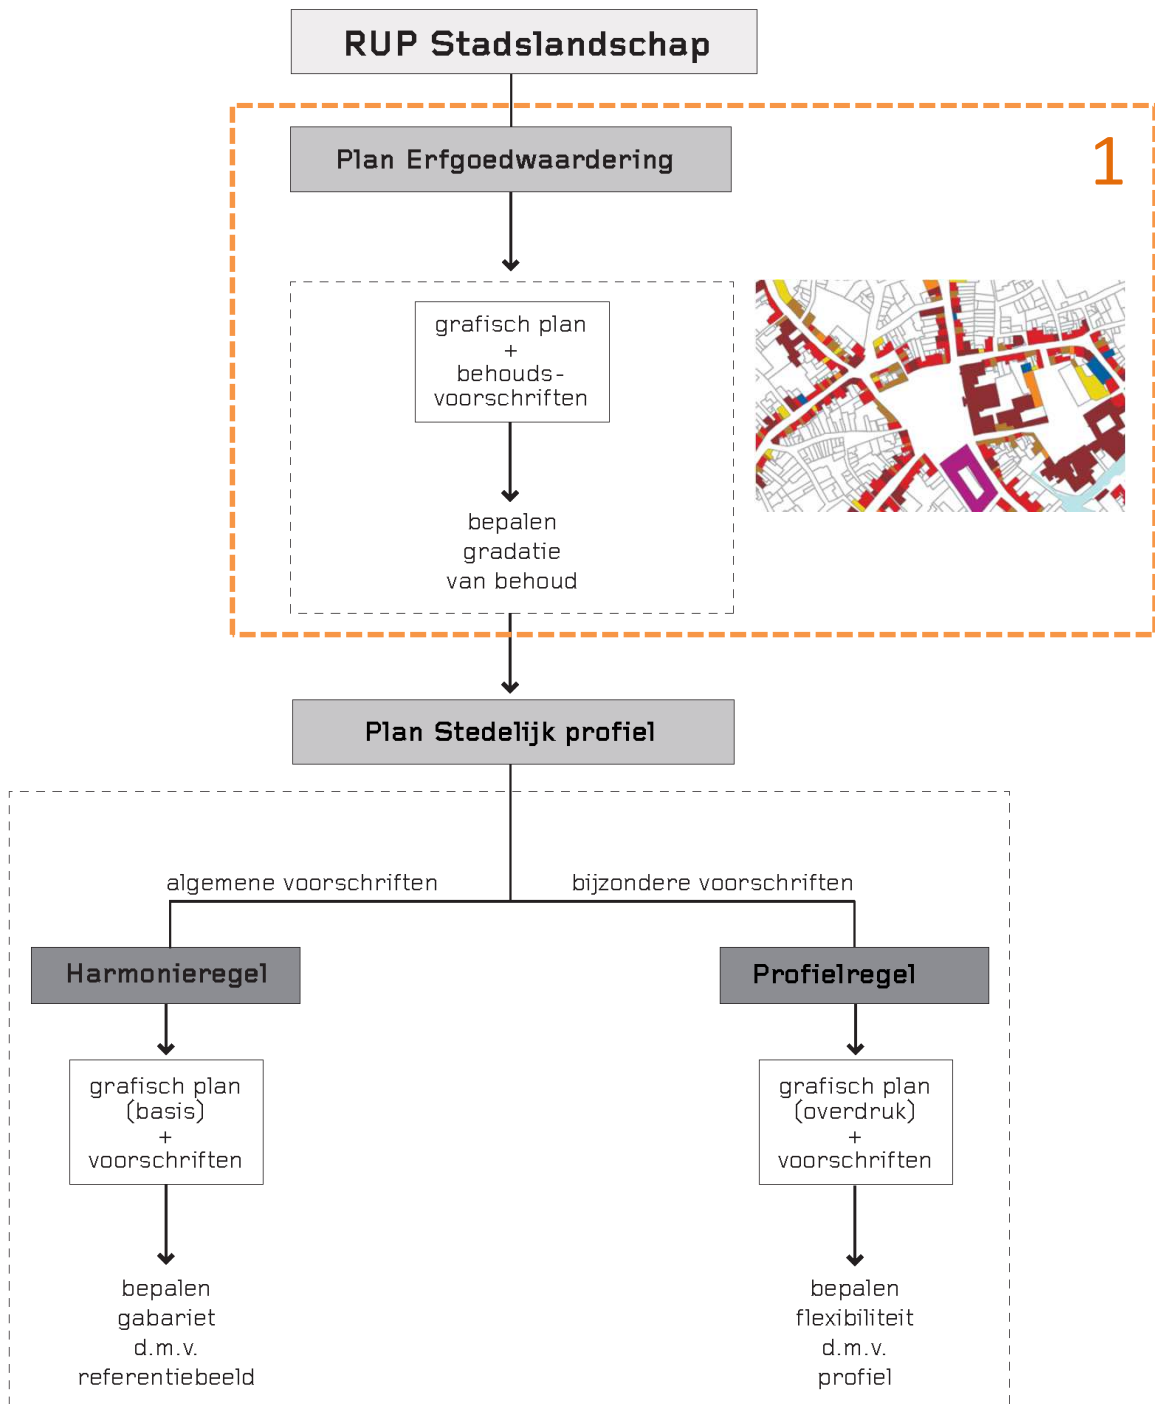 RUP Stadslandschap
Plan Erfgoedwaardering
1
grafisch plan
+
behouds-
voorschriften
bepalen
gradatie
van behoud
Plan Stedelijk profiel
algemene voorschriften
bijzondere voorschriften
Harmonieregel
grafisch plan
(basis)
+
voorschriften
bepalen
gabariet
d.m.v.
referentiebeeld
Profielregel
grafisch plan
(overdruk)
+
voorschriften
bepalen
flexibiliteit
d.m.v.
profiel